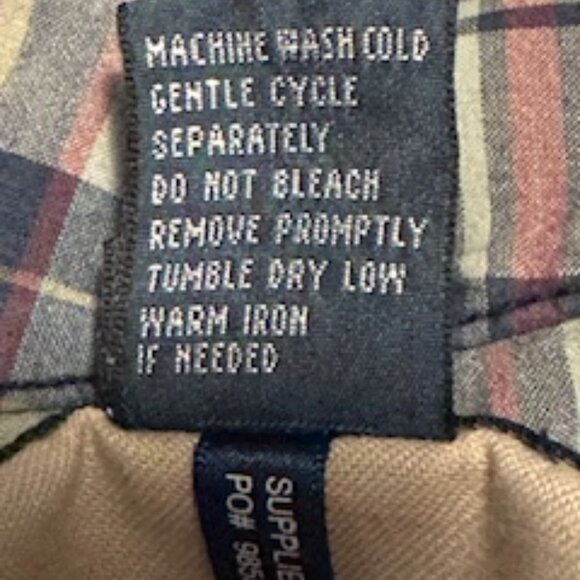 MACHINE WASH COLD
GENTLE CYCLE
SEPARATELY
DO NOT BLEACH
REMOVE PROMPTLY
TUMBLE DRY LOW
WARM IRON
IF NEEDED
SUPPLIE
PO# 985